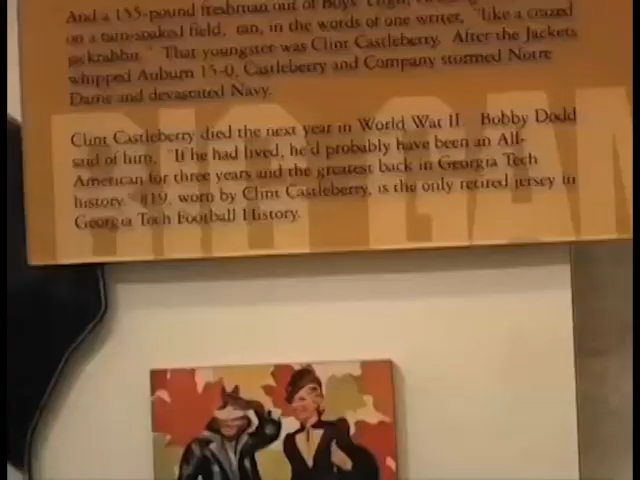 And a 155-pound freshman out of Boys' High,
on a rain-soaked field, ran, in the words of one writer, "like a crazed
jackrabbit." That youngster was Clint Castleberry. After the Jackets
whipped Auburn 15-0, Castleberry and Company stormed Notre
Dame and devastated Navy.
Clint Castleberry died the next year in World War II. Bobby Dodd
said of him, "If he had lived, he'd probably have been an All-
American for three years and the greatest back in Georgia Tech
history." #19, worn by Clint Castleberry, is the only retired jersey in
Georgia Tech Football History.
BIG GAM